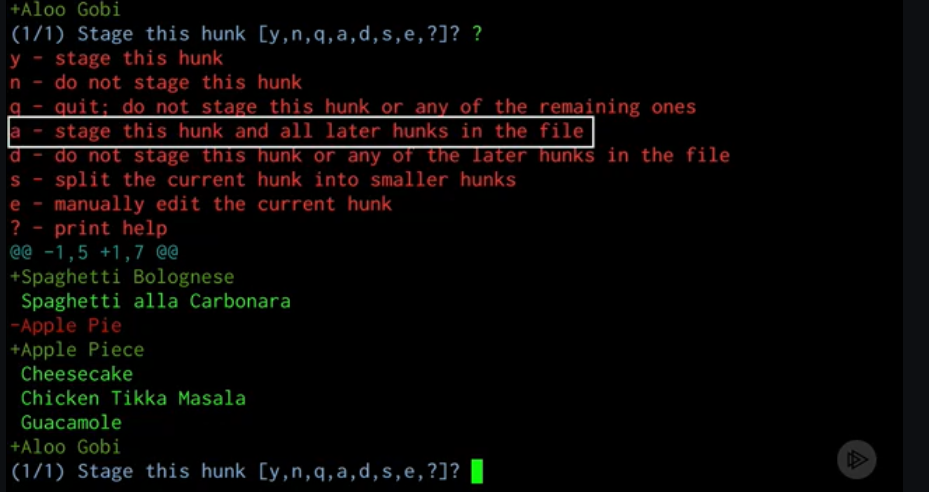 +Aloo Gobi
(1/1) Stage this hunk [y,n,q,a,d,s,e,?]? ?
y - stage this hunk
n - do not stage this hunk
q - quit; do not stage this hunk or any of the remaining ones
a - stage this hunk and all later hunks in the file
d - do not stage this hunk or any of the later hunks in the file
s - split the current hunk into smaller hunks
e - manually edit the current hunk
? - print help
@@ -1,5 +1,7 @@
+Spaghetti Bolognese
 Spaghetti alla Carbonara
-Apple Pie
+Apple Piece
 Cheesecake
 Chicken Tikka Masala
 Guacamole
+Aloo Gobi
(1/1) Stage this hunk [y,n,q,a,d,s,e,?]?